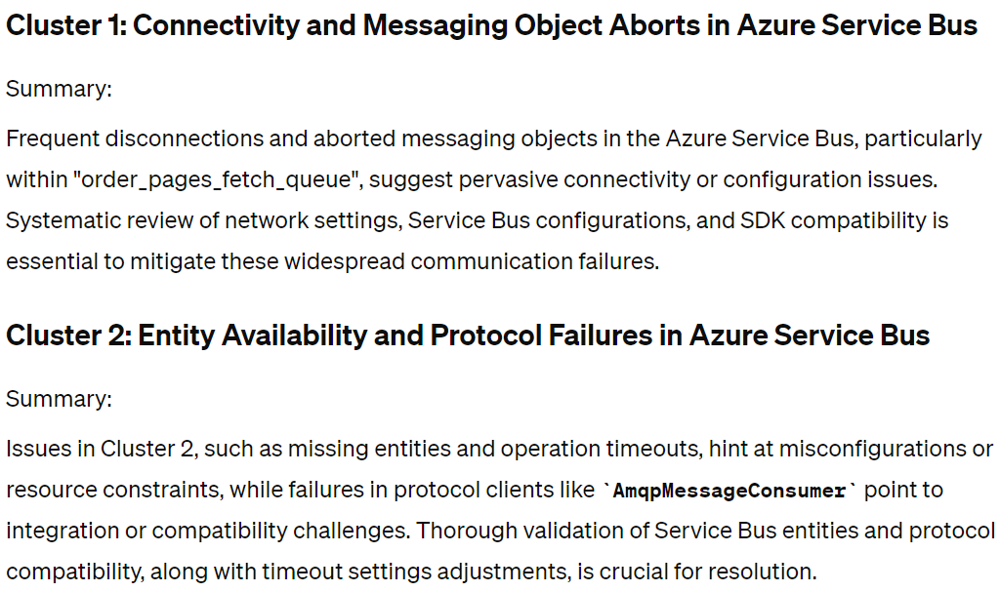 Cluster 1: Connectivity and Messaging Object Aborts in Azure Service Bus
Summary:
Frequent disconnections and aborted messaging objects in the Azure Service Bus, particularly
within "order_pages_fetch_queue", suggest pervasive connectivity or configuration issues.
Systematic review of network settings, Service Bus configurations, and SDK compatibility is
essential to mitigate these widespread communication failures.
Cluster 2: Entity Availability and Protocol Failures in Azure Service Bus
Summary:
Issues in Cluster 2, such as missing entities and operation timeouts, hint at misconfigurations or
resource constraints, while failures in protocol clients like `AmqpMessageConsumer` point to
integration or compatibility challenges. Thorough validation of Service Bus entities and protocol
compatibility, along with timeout settings adjustments, is crucial for resolution.